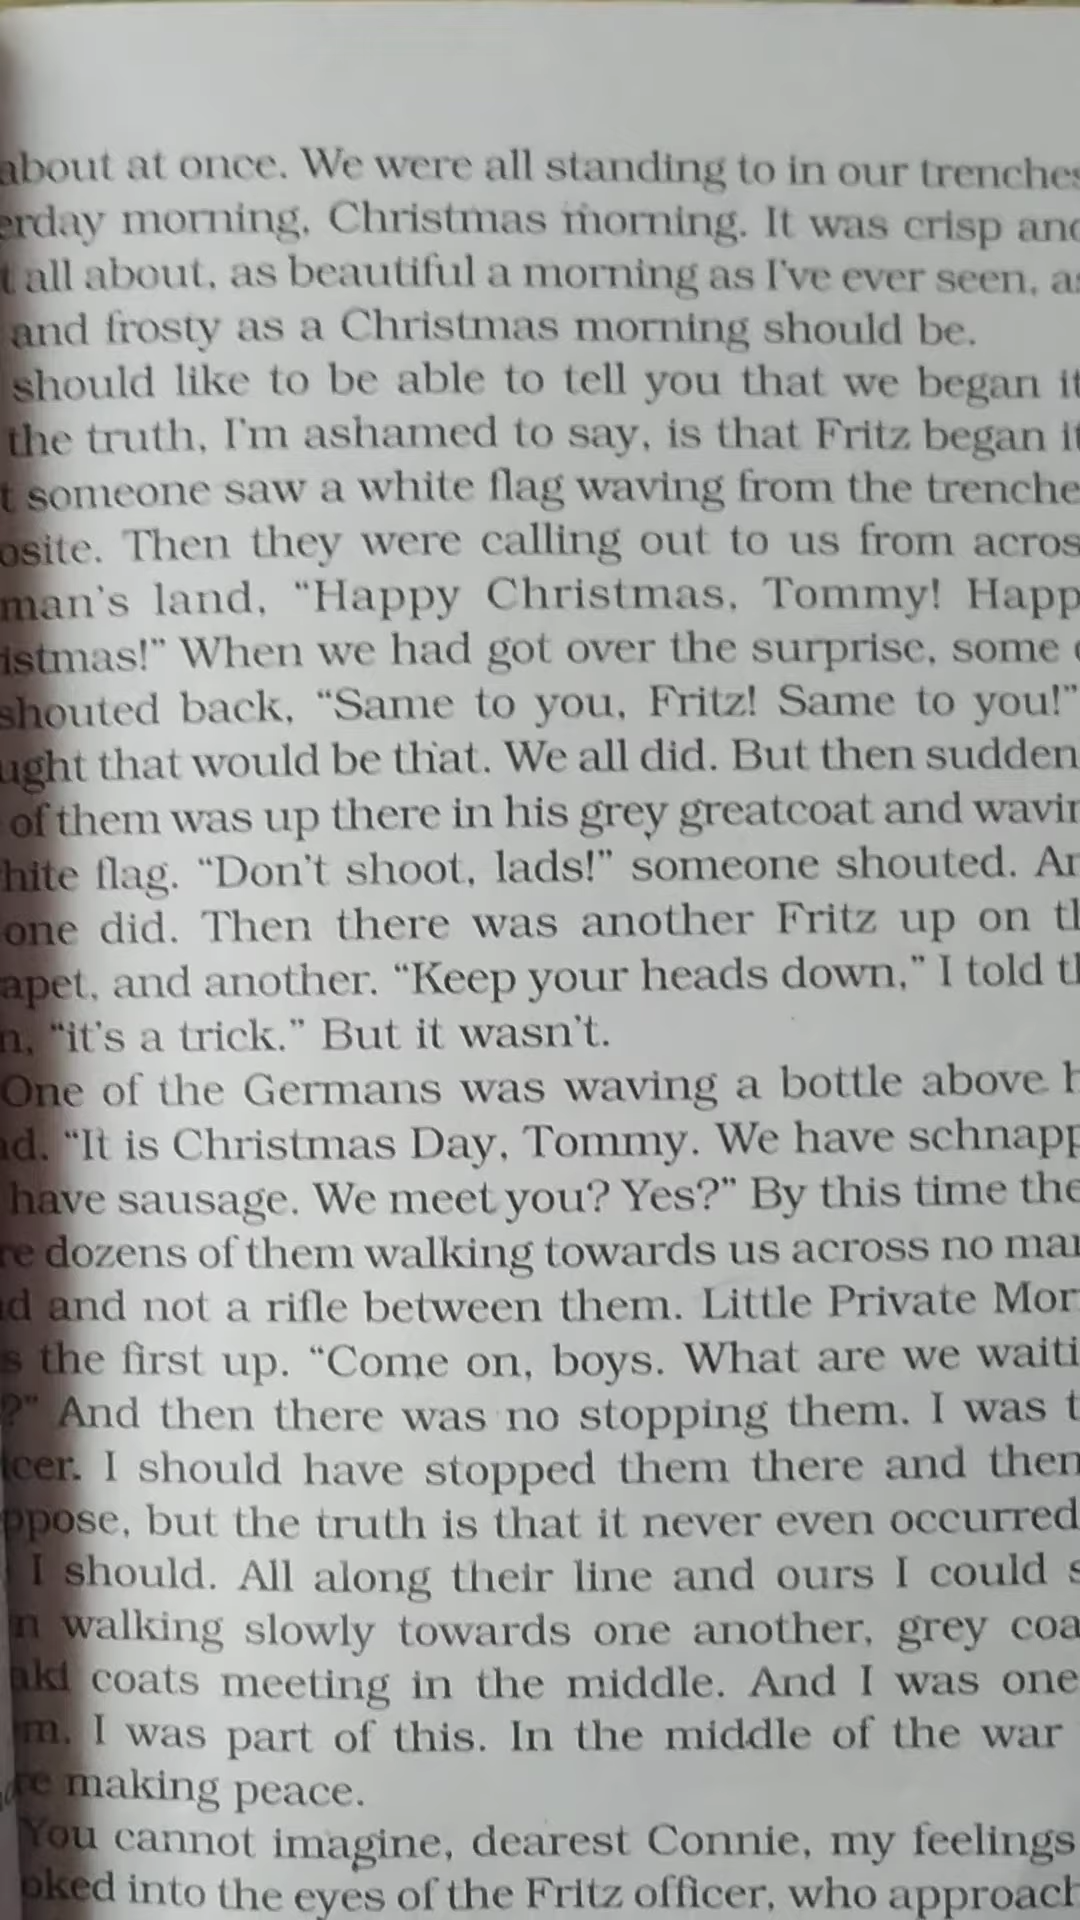 about at once. We were all standing to in our trenches
erday morning, Christmas morning. It was crisp and
t all about, as beautiful a morning as I've ever seen, as
and frosty as a Christmas morning should be.
should like to be able to tell you that we began it
the truth, I'm ashamed to say, is that Fritz began it
t someone saw a white flag waving from the trenche
osite. Then they were calling out to us from acros
man's land, “Happy Christmas, Tommy! Happ
istmas!” When we had got over the surprise, some
shouted back, “Same to you, Fritz! Same to you!”
ught that would be that. We all did. But then sudden
of them was up there in his grey greatcoat and wavin
hite flag. “Don't shoot, lads!” someone shouted. An
one did. Then there was another Fritz up on th
apet, and another. “Keep your heads down,” I told th
n, “it's a trick.” But it wasn't.
One of the Germans was waving a bottle above h
ad. “It is Christmas Day, Tommy. We have schnapp
have sausage. We meet you? Yes?” By this time the
re dozens of them walking towards us across no man
d and not a rifle between them. Little Private Mor
s the first up. “Come on, boys. What are we waiti
?” And then there was no stopping them. I was t
icer. I should have stopped them there and then
ppose, but the truth is that it never even occurred
I should. All along their line and ours I could s
n walking slowly towards one another, grey coa
aki coats meeting in the middle. And I was one
m. I was part of this. In the middle of the war
re making peace.
You cannot imagine, dearest Connie, my feelings
oked into the eyes of the Fritz officer, who approach